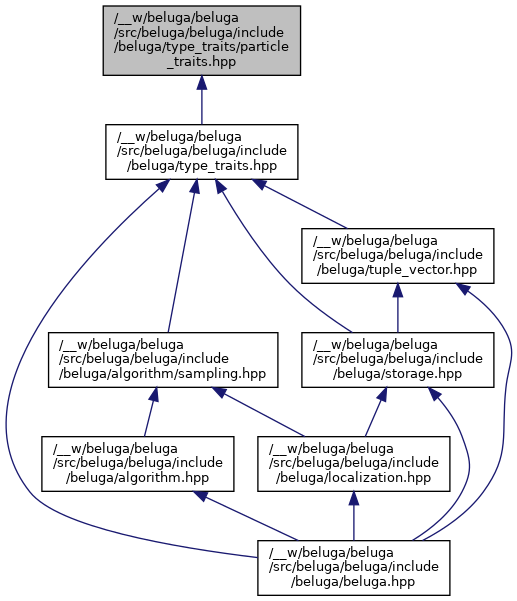 /__w/beluga/beluga
/src/beluga/beluga/include
/beluga/type_traits/particle
_traits.hpp
/__w/beluga/beluga
/src/beluga/beluga/include
/beluga/type_traits.hpp
/__w/beluga/beluga
/src/beluga/beluga/include
/beluga/tuple_vector.hpp
/__w/beluga/beluga
/src/beluga/beluga/include
/beluga/algorithm/sampling.hpp
/__w/beluga/beluga
/src/beluga/beluga/include
/beluga/storage.hpp
/__w/beluga/beluga
/src/beluga/beluga/include
/beluga/algorithm.hpp
/__w/beluga/beluga
/src/beluga/beluga/include
/beluga/localization.hpp
/__w/beluga/beluga
/src/beluga/beluga/include
/beluga/beluga.hpp